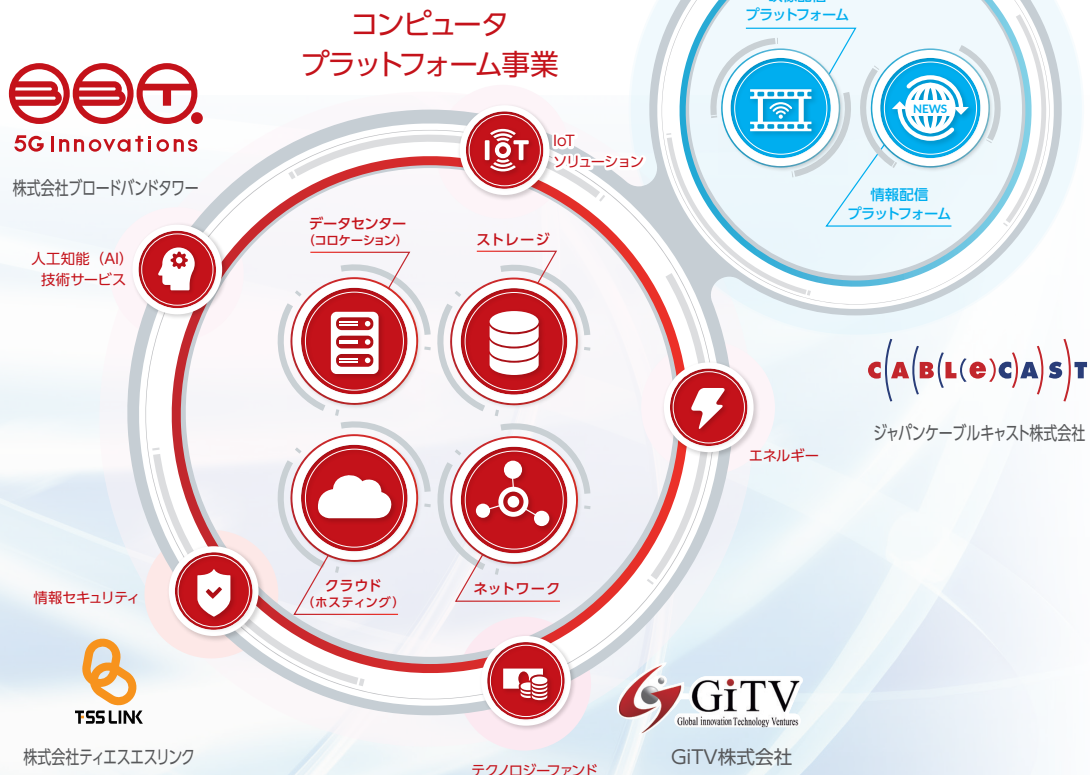 コンピュータ
プラットフォーム事業
プラットフォーム
NEWS
情報配信
プラットフォーム
BBT.
5G Innovations
株式会社ブロードバンドタワー
IoT
IoT
ソリューション
人工知能（AI）
技術サービス
データセンター
（コロケーション）
ストレージ
クラウド
（ホスティング）
ネットワーク
エネルギー
C(A(B(L(e)C)A)S)T
ジャパンケーブルキャスト株式会社
情報セキュリティ
TSS LINK
株式会社ティエスエスリンク
テクノロジーファンド
GiTV
Global innovation Technology Ventures
GiTV株式会社